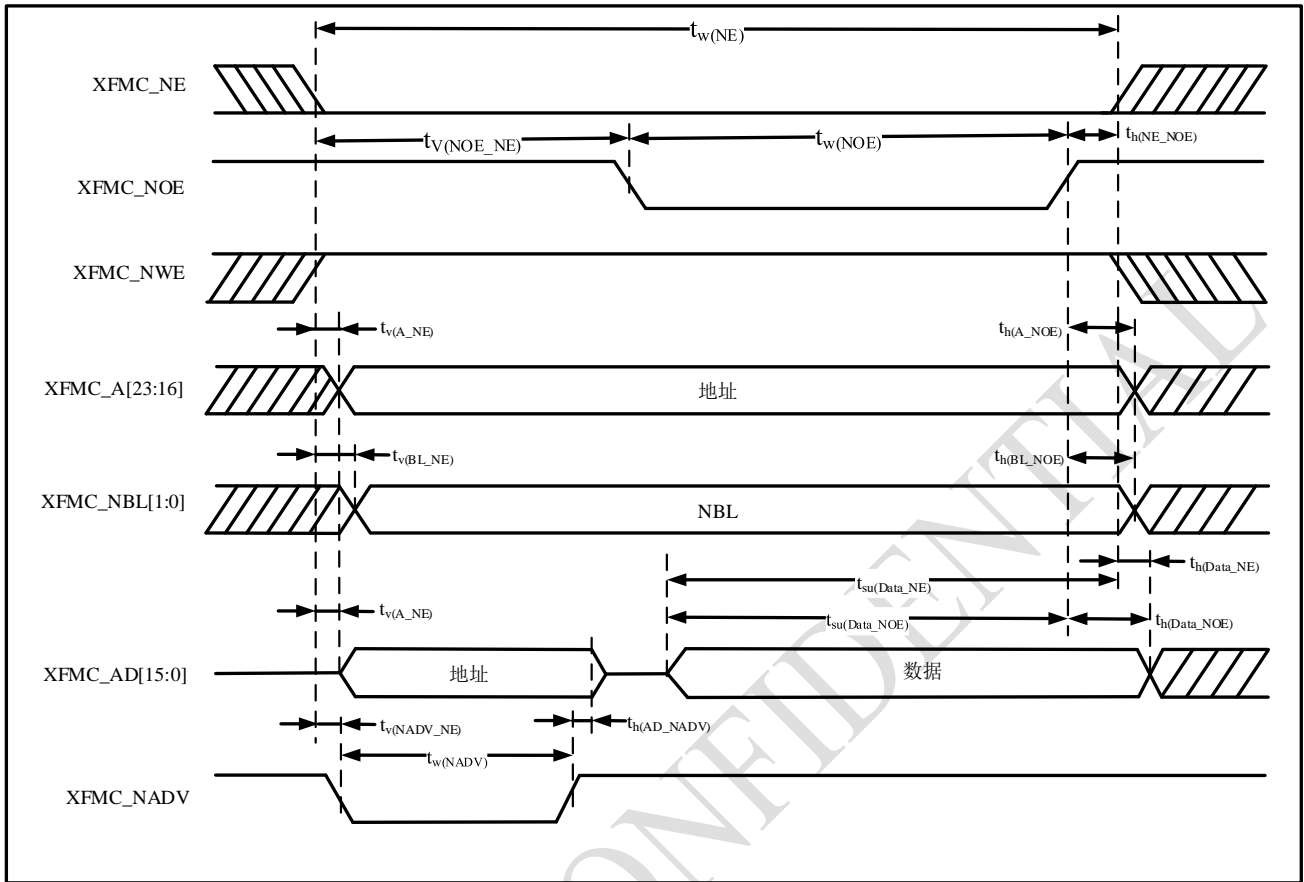 tw(NE)
XFMC_NE
tV(NOE_NE)
tw(NOE)
th(NE_NOE)
XFMC_NOE
XFMC_NWE
tv(A_NE)
th(A_NOE)
XFMC_A[23:16]
地址
tv(BL_NE)
th(BL_NOE)
XFMC_NBL[1:0]
NBL
th(Data_NE)
tsu(Data_NE)
tv(A_NE)
tsu(Data_NOE)
th(Data_NOE)
XFMC_AD[15:0]
地址
数据
tv(NADV_NE)
th(AD_NADV)
tw(NADV)
XFMC_NADV
ONFIDENTIAL